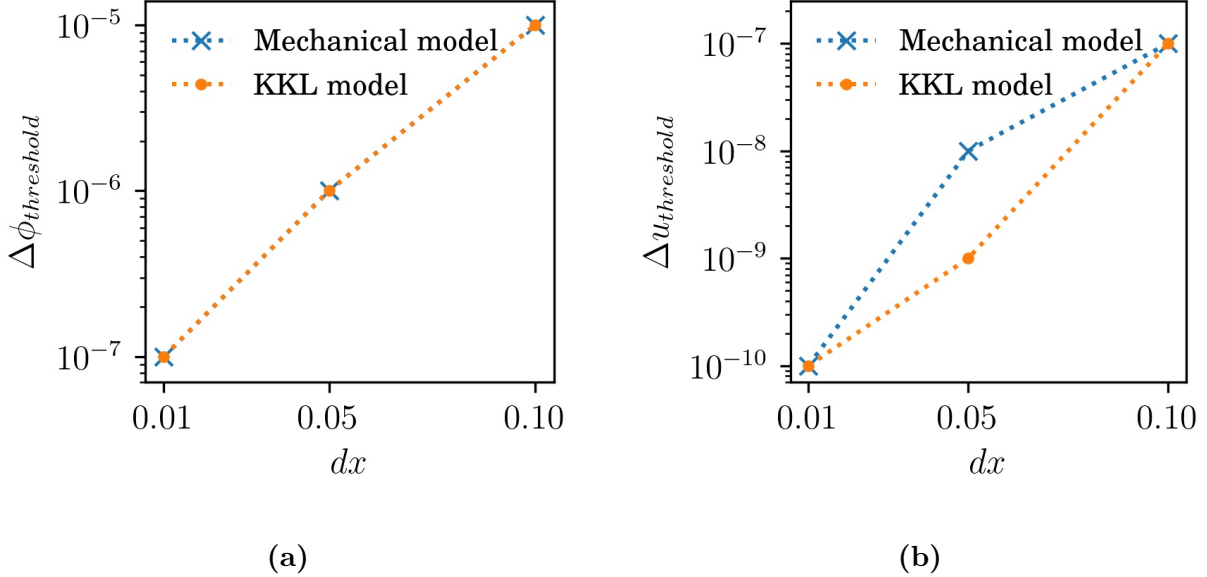 10⁻⁵
10⁻⁶
10⁻⁷
Δϕ_threshold
Mechanical model
KKL model
0.01 0.05 0.10
dx
(a)
10⁻⁷
10⁻⁸
10⁻⁹
10⁻¹⁰
Δu_threshold
Mechanical model
KKL model
0.01 0.05 0.10
dx
(b)